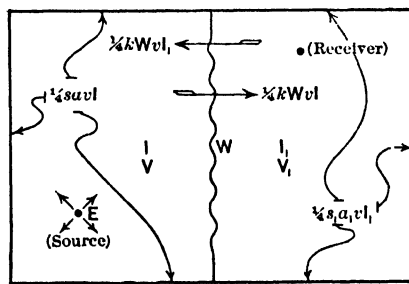 ¼kWvI₁
(Receiver)
¼savI
¼kWvI
I
V
W
I₁
V₁
E
(Source)
¼s₁a₁vI₁